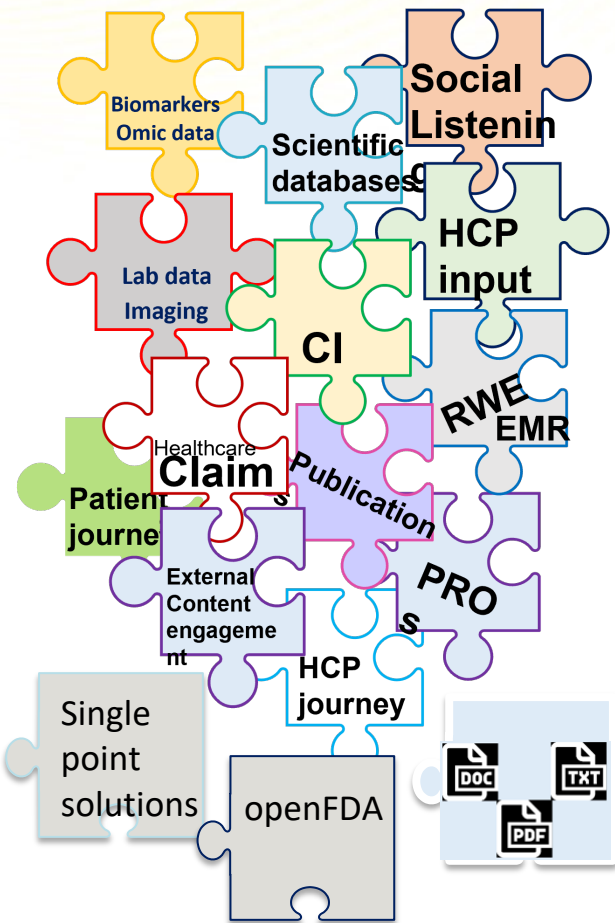 Biomarkers
Omic data
Social
Listenin
g
Scientific
databases
HCP
input
Lab data
Imaging
CI
RWE
EMR
Healthcare
Claim
s
Publication
Patient
journe
External
Content
engageme
nt
PRO
s
HCP
journey
Single
point
solutions
openFDA
DOC
TXT
PDF